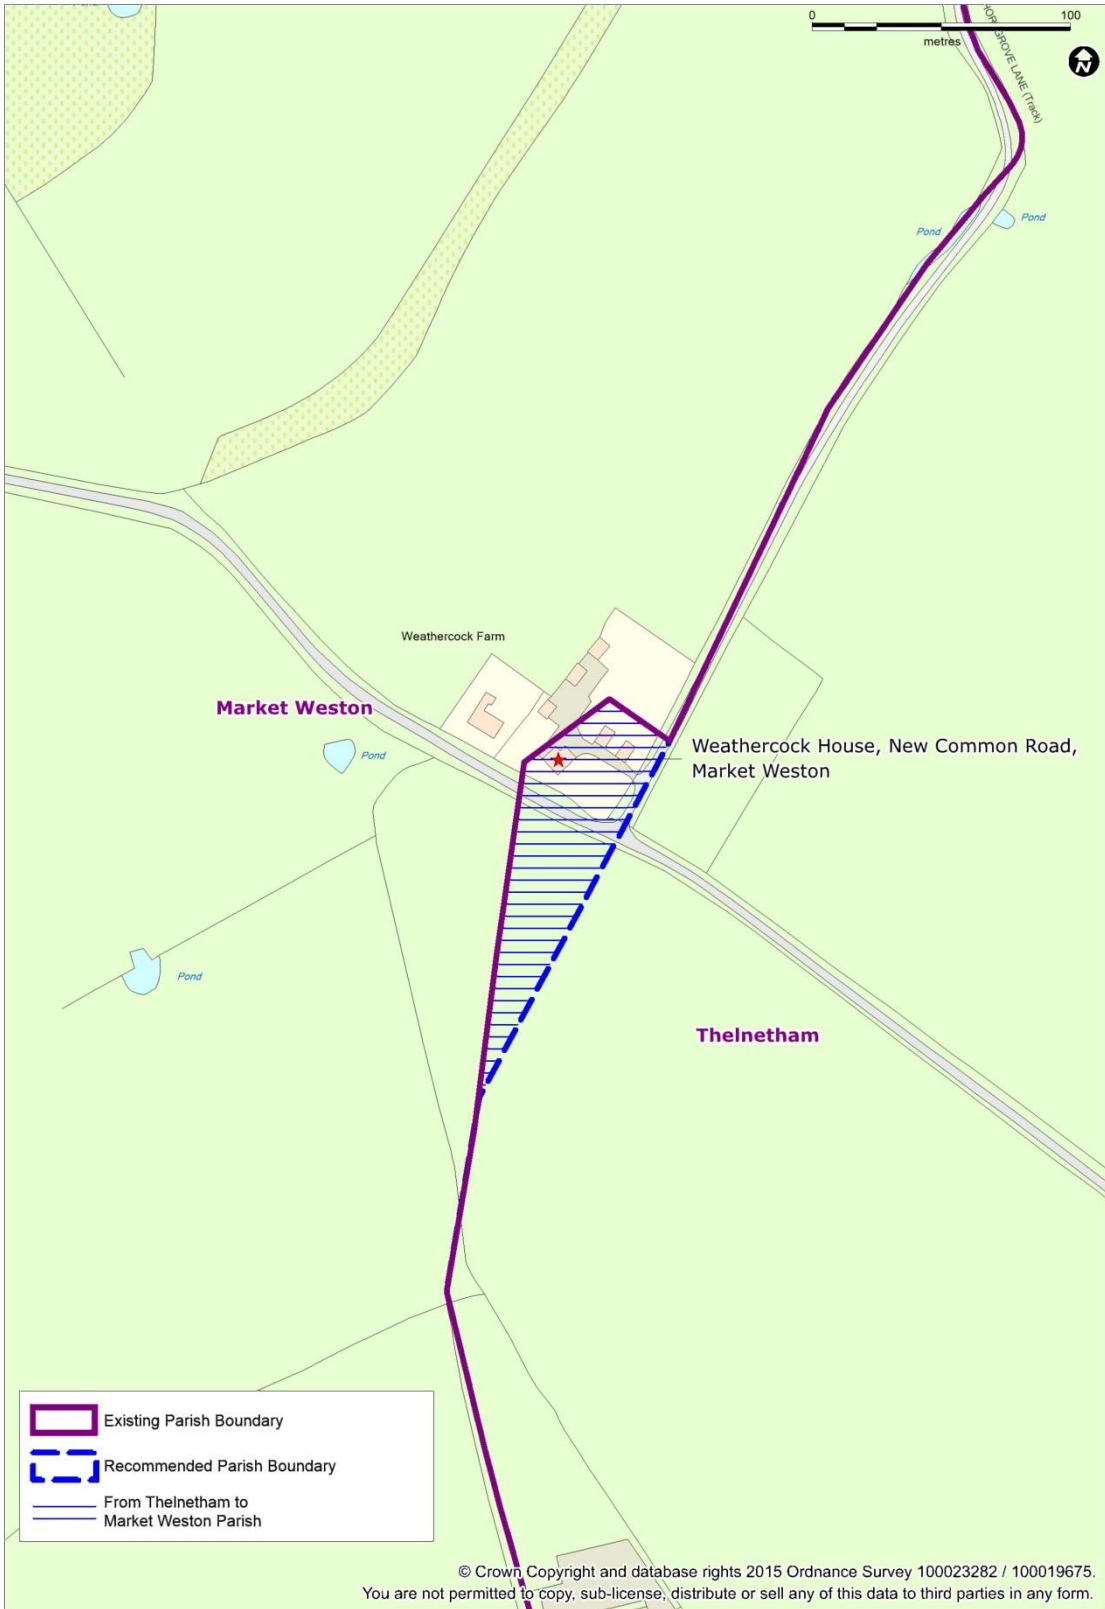 0
100
metres
N
GROVE LANE (Track)
Pond
Pond
Weathercock Farm
Market Weston
Pond
Weathercock House, New Common Road,
Market Weston
Pond
Thelnetham
Existing Parish Boundary
Recommended Parish Boundary
From Thelnetham to
Market Weston Parish
© Crown Copyright and database rights 2015 Ordnance Survey 100023282 / 100019675.
You are not permitted to copy, sub-license, distribute or sell any of this data to third parties in any form.